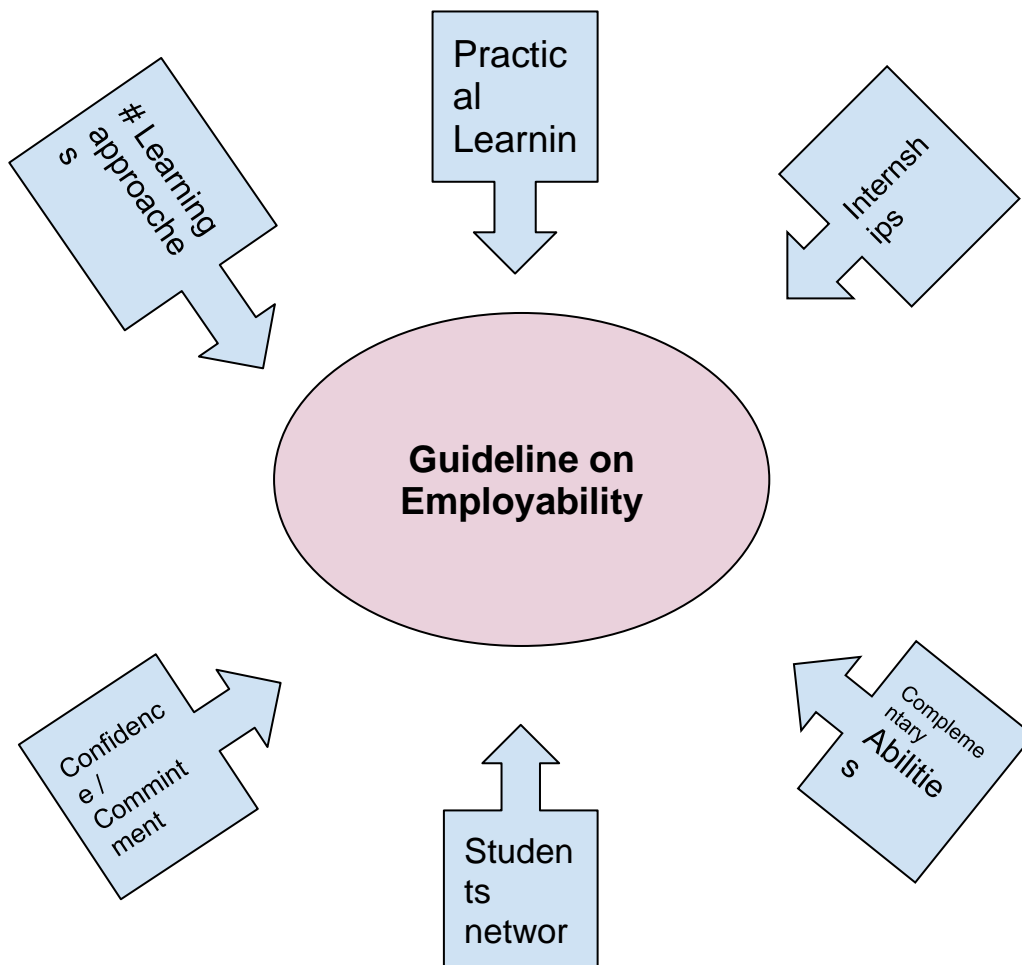 Practic
al
Learnin
# Learning
approache
s
Internsh
ips
Guideline on
Employability
Confidenc
e /
Commint
ment
Studen
ts
networ
Compleme
ntary
Abilitie
s